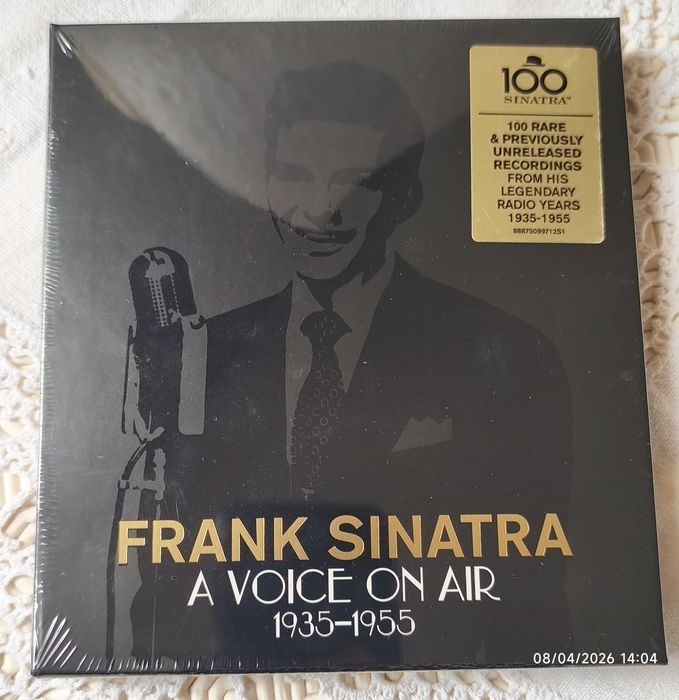 100
SINATRA™
100 RARE
& PREVIOUSLY
UNRELEASED
RECORDINGS
FROM HIS
LEGENDARY
RADIO YEARS
1935-1955
88875099712S1
FRANK SINATRA
A VOICE ON AIR
1935–1955
08/04/2026 14:04